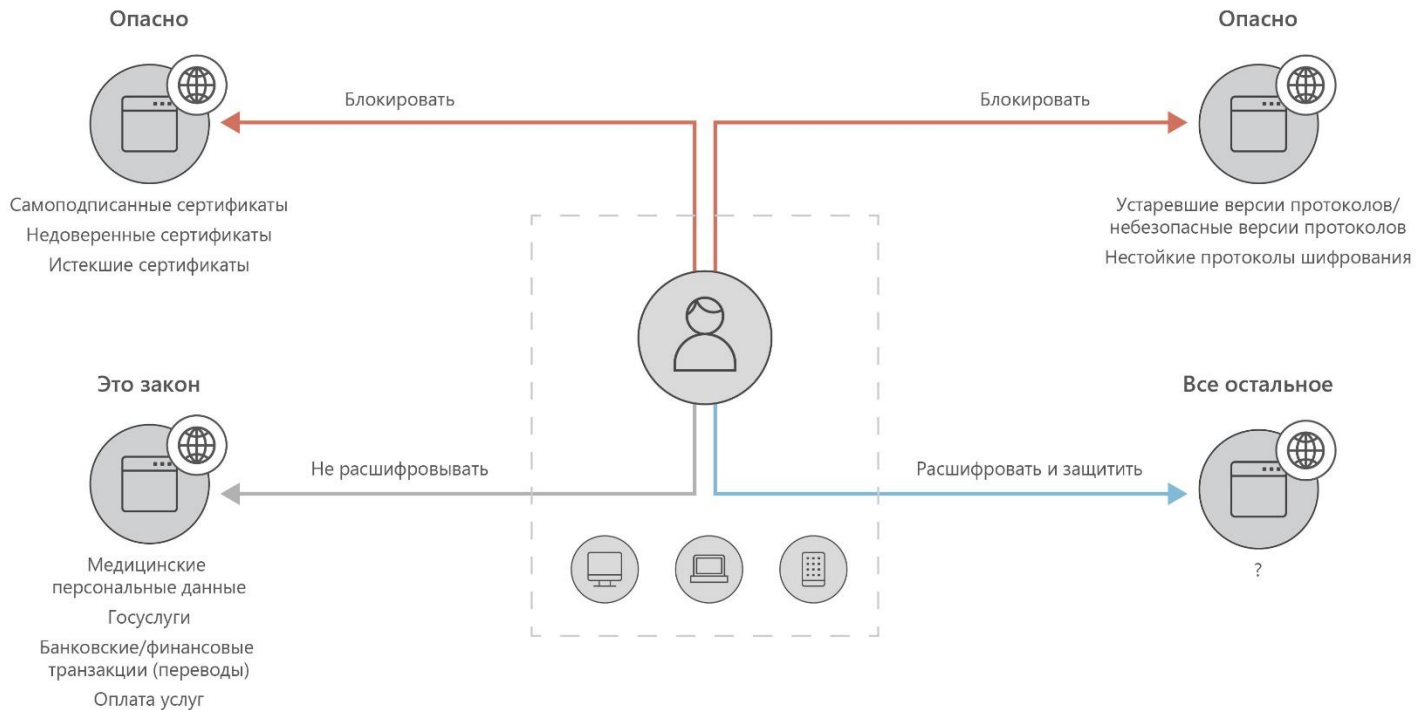 Опасно
Блокировать
Самоподписанные сертификаты
Недоверенные сертификаты
Истекшие сертификаты
Опасно
Блокировать
Устаревшие версии протоколов/
небезопасные версии протоколов
Нестойкие протоколы шифрования
Это закон
Не расшифровывать
Медицинские
персональные данные
Госуслуги
Банковские/финансовые
транзакции (переводы)
Оплата услуг
Все остальное
Расшифровать и защитить
?